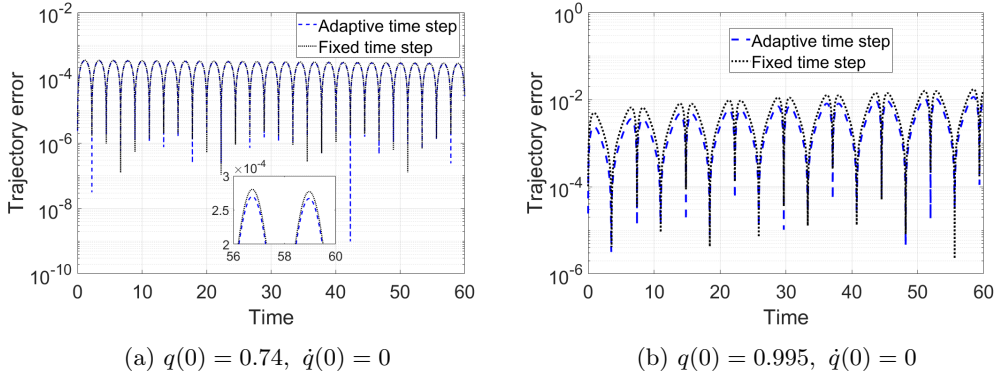 10^-2
10^-4
10^-6
10^-8
10^-10
Trajectory error
0 10 20 30 40 50 60
Time
Adaptive time step
Fixed time step
3 ×10^-4
2.5
2
56 58 60
(a) q(0) = 0.74, q̇(0) = 0
10^0
10^-2
10^-4
10^-6
Trajectory error
0 10 20 30 40 50 60
Time
Adaptive time step
Fixed time step
(b) q(0) = 0.995, q̇(0) = 0